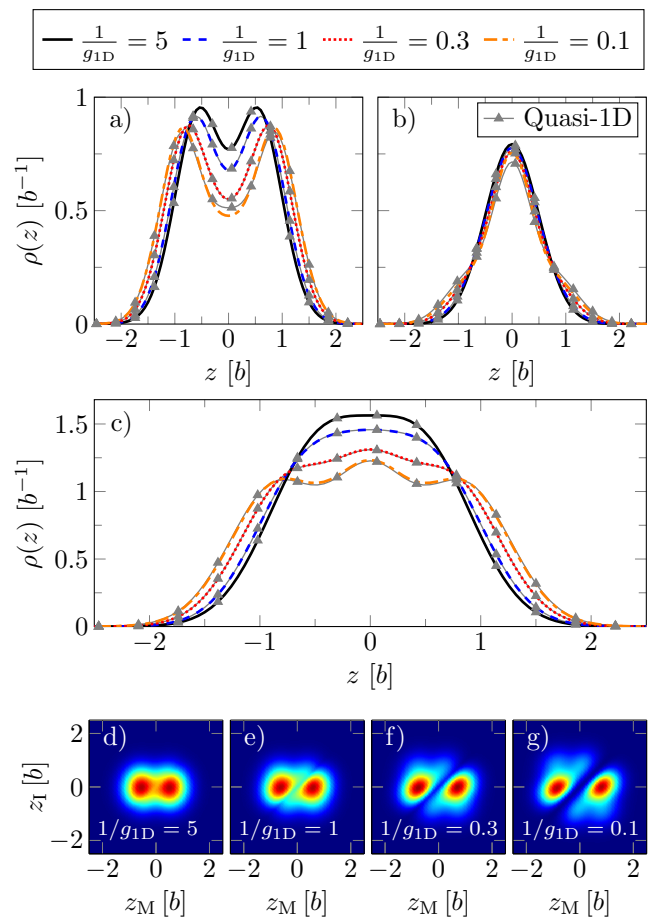 1/g1D = 5 1/g1D = 1 1/g1D = 0.3 1/g1D = 0.1
a) b) Quasi-1D
ρ(z) [b⁻¹]
1
0.5
0
−2 −1 0 1 2 −2 −1 0 1 2
z [b] z [b]
c)
ρ(z) [b⁻¹]
1.5
1
0.5
0
−2 −1 0 1 2
z [b]
d) e) f) g)
zI [b]
2
0
−2
1/g1D = 5 1/g1D = 1 1/g1D = 0.3 1/g1D = 0.1
−2 0 2 −2 0 2 −2 0 2 −2 0 2
zM [b] zM [b] zM [b] zM [b]